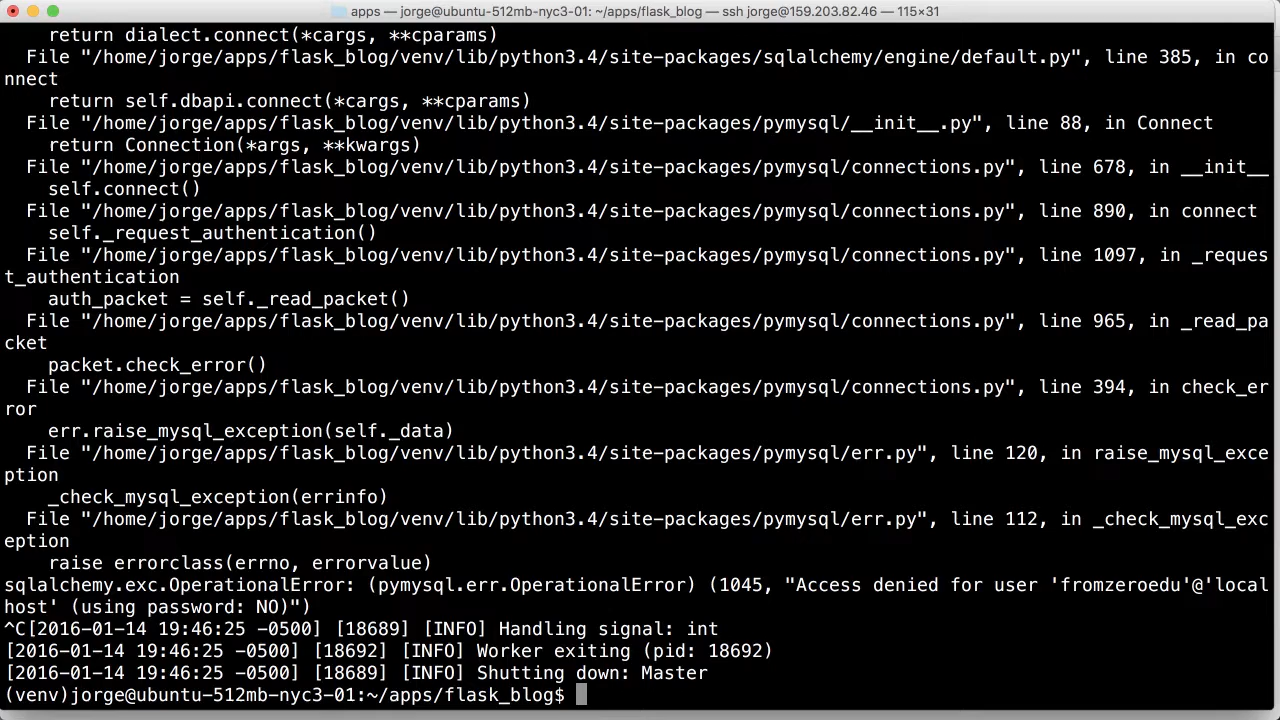 apps — jorge@ubuntu-512mb-nyc3-01: ~/apps/flask_blog — ssh jorge@159.203.82.46 — 115×31
    return dialect.connect(*cargs, **cparams)
  File "/home/jorge/apps/flask_blog/venv/lib/python3.4/site-packages/sqlalchemy/engine/default.py", line 385, in co
nnect
    return self.dbapi.connect(*cargs, **cparams)
  File "/home/jorge/apps/flask_blog/venv/lib/python3.4/site-packages/pymysql/__init__.py", line 88, in Connect
    return Connection(*args, **kwargs)
  File "/home/jorge/apps/flask_blog/venv/lib/python3.4/site-packages/pymysql/connections.py", line 678, in __init__
    self.connect()
  File "/home/jorge/apps/flask_blog/venv/lib/python3.4/site-packages/pymysql/connections.py", line 890, in connect
    self._request_authentication()
  File "/home/jorge/apps/flask_blog/venv/lib/python3.4/site-packages/pymysql/connections.py", line 1097, in _reques
t_authentication
    auth_packet = self._read_packet()
  File "/home/jorge/apps/flask_blog/venv/lib/python3.4/site-packages/pymysql/connections.py", line 965, in _read_pa
cket
    packet.check_error()
  File "/home/jorge/apps/flask_blog/venv/lib/python3.4/site-packages/pymysql/connections.py", line 394, in check_er
ror
    err.raise_mysql_exception(self._data)
  File "/home/jorge/apps/flask_blog/venv/lib/python3.4/site-packages/pymysql/err.py", line 120, in raise_mysql_exce
ption
    _check_mysql_exception(errinfo)
  File "/home/jorge/apps/flask_blog/venv/lib/python3.4/site-packages/pymysql/err.py", line 112, in _check_mysql_exc
eption
    raise errorclass(errno, errorvalue)
sqlalchemy.exc.OperationalError: (pymysql.err.OperationalError) (1045, "Access denied for user 'fromzeroedu'@'local
host' (using password: NO)")
^C[2016-01-14 19:46:25 -0500] [18689] [INFO] Handling signal: int
[2016-01-14 19:46:25 -0500] [18692] [INFO] Worker exiting (pid: 18692)
[2016-01-14 19:46:25 -0500] [18689] [INFO] Shutting down: Master
(venv)jorge@ubuntu-512mb-nyc3-01:~/apps/flask_blog$